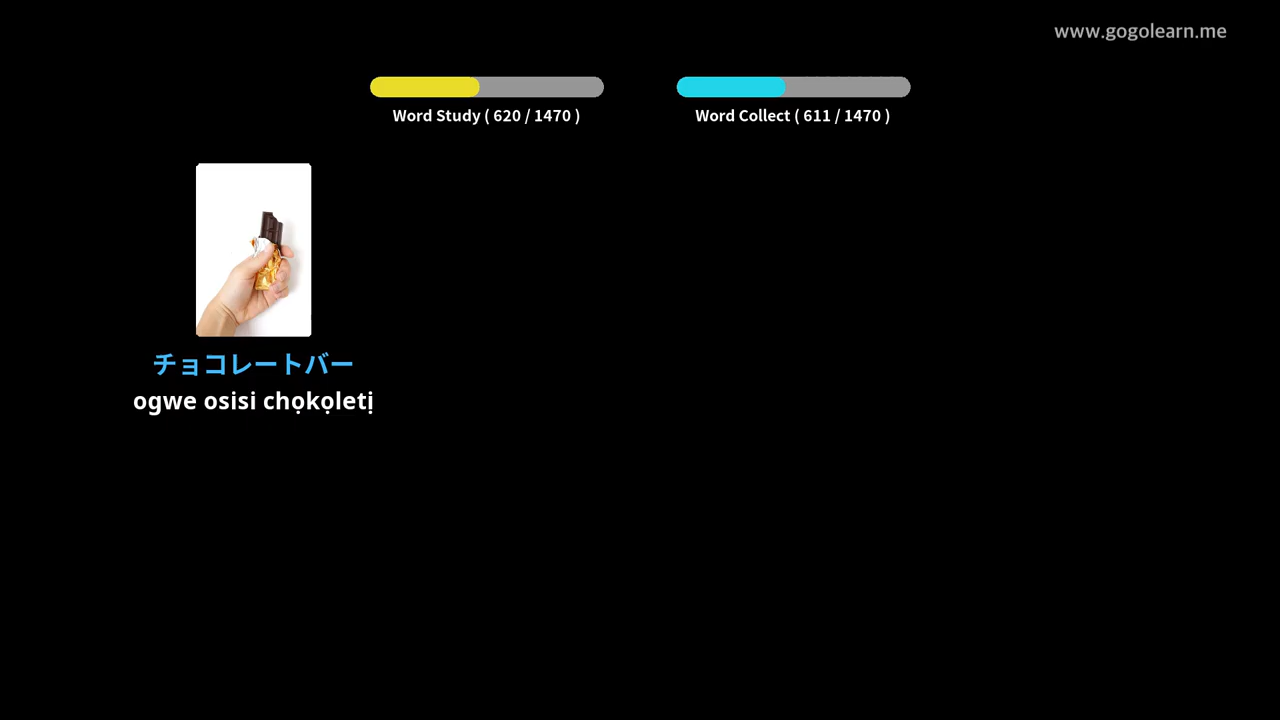 www.gogolearn.me
Word Study ( 620 / 1470 )
Word Collect ( 611 / 1470 )
チョコレートバー
ogwe osisi chọkọletị